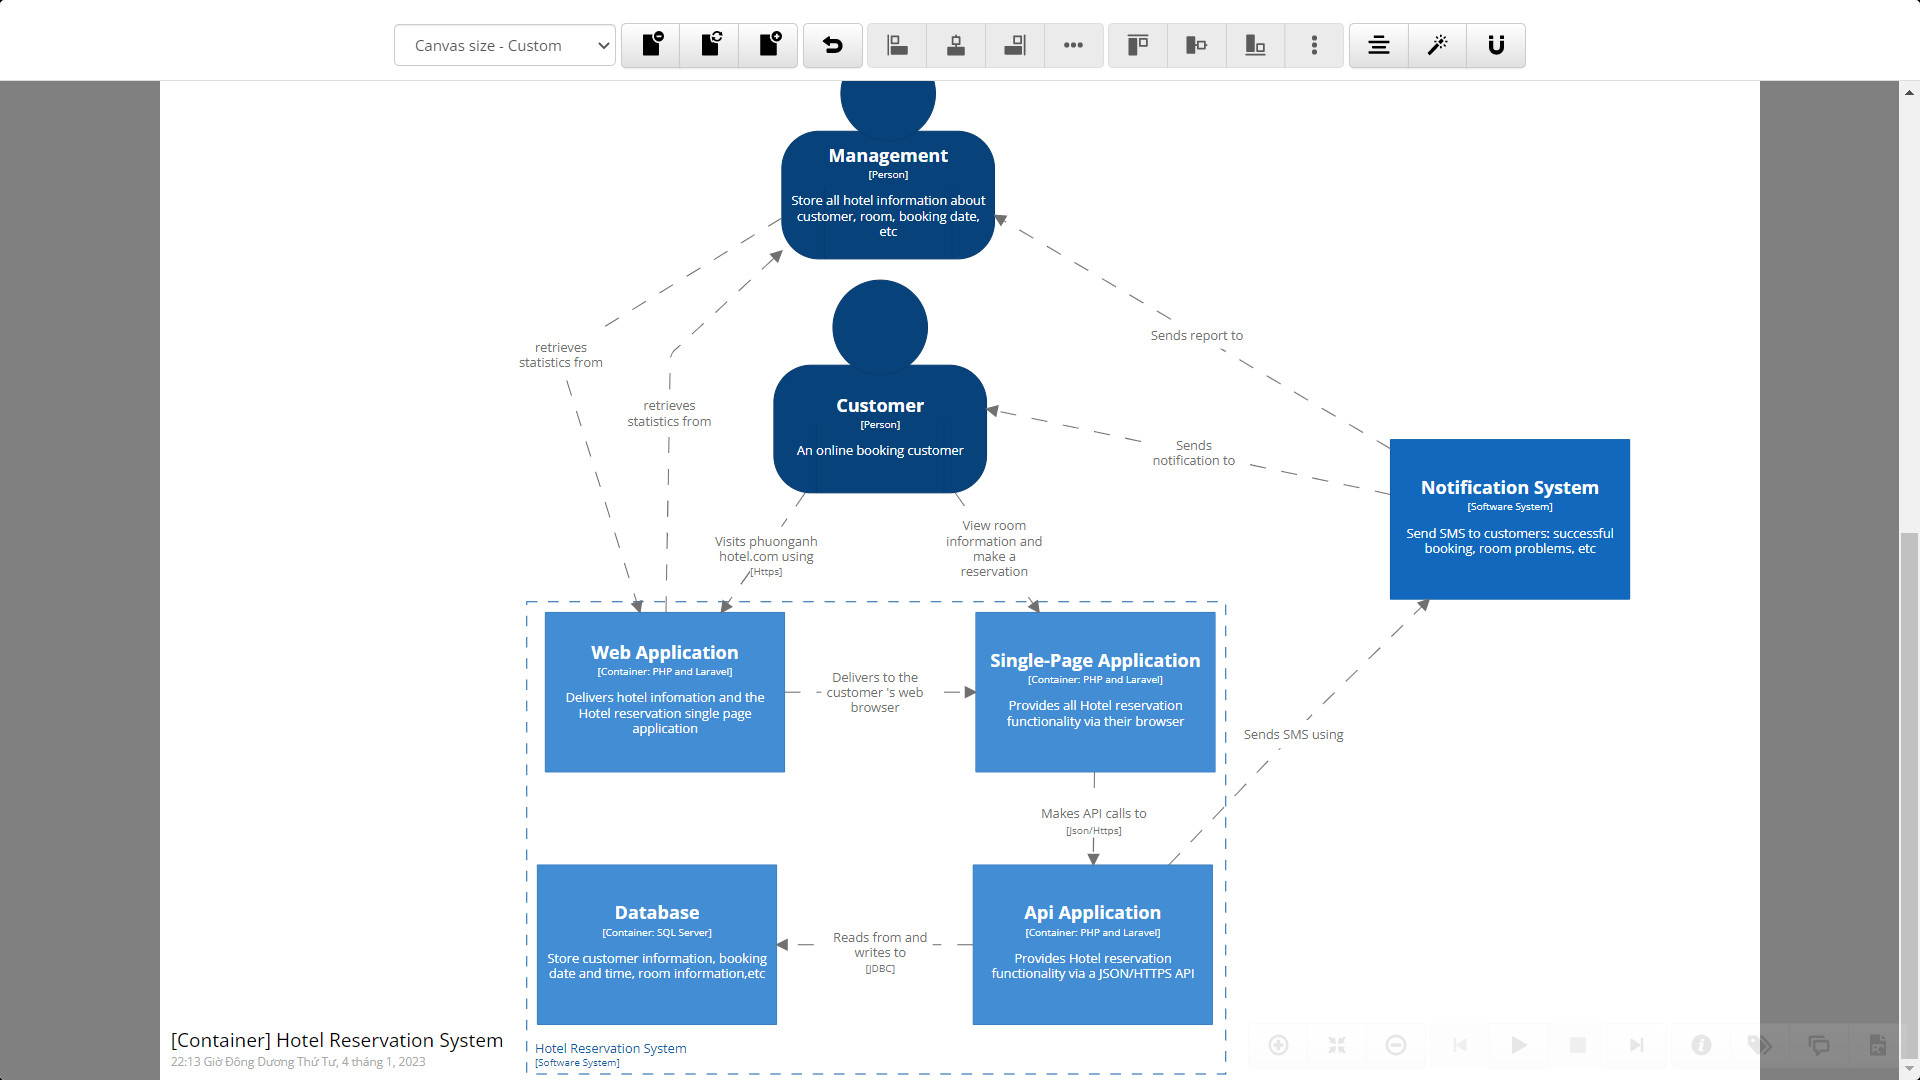 Canvas size - Custom
Management
[Person]
Store all hotel information about
customer, room, booking date,
etc
retrieves
statistics from
retrieves
statistics from
Sends report to
Customer
[Person]
An online booking customer
Sends
notification to
Notification System
[Software System]
Send SMS to customers: successful
booking, room problems, etc
Visits phuonganh
hotel.com using
[Https]
View room
information and
make a
reservation
Web Application
[Container: PHP and Laravel]
Delivers hotel infomation and the
Hotel reservation single page
application
Delivers to the
customer 's web
browser
Single-Page Application
[Container: PHP and Laravel]
Provides all Hotel reservation
functionality via their browser
Sends SMS using
Makes API calls to
[Json/Https]
Database
[Container: SQL Server]
Store customer information, booking
date and time, room information,etc
Reads from and
writes to
[JDBC]
Api Application
[Container: PHP and Laravel]
Provides Hotel reservation
functionality via a JSON/HTTPS API
[Container] Hotel Reservation System
22:13 Giờ Đông Dương Thứ Tư, 4 tháng 1, 2023
Hotel Reservation System
[Software System]